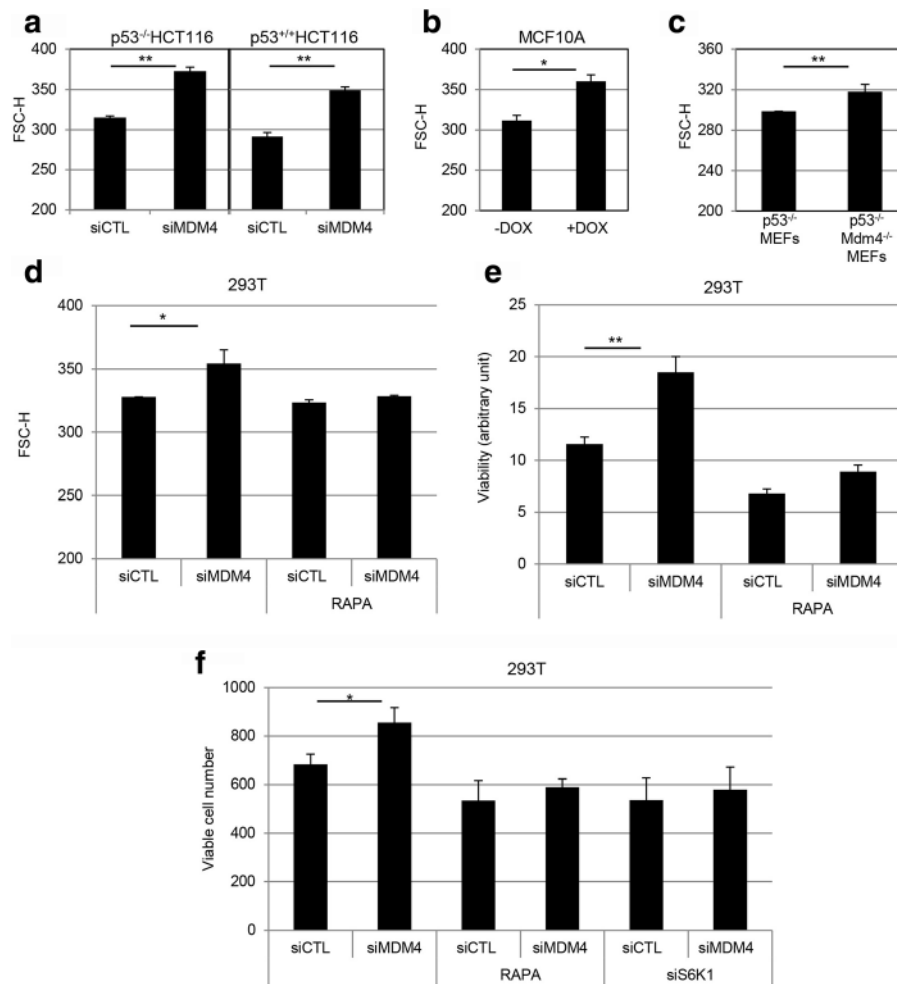 a
p53-/-HCT116 p53+/+HCT116
400
350
300
250
200
FSC-H
**
**
siCTL siMDM4 siCTL siMDM4
b
MCF10A
400
350
300
250
200
FSC-H
*
-DOX +DOX
c
360
320
280
240
200
FSC-H
**
p53-/- MEFs
p53-/- Mdm4-/- MEFs
d
293T
400
350
300
250
200
FSC-H
*
siCTL siMDM4 siCTL siMDM4
RAPA
e
293T
25
20
15
10
5
0
Viability (arbitrary unit)
**
siCTL siMDM4 siCTL siMDM4
RAPA
f
293T
1000
800
600
400
200
0
Viable cell number
*
siCTL siMDM4 siCTL siMDM4 siCTL siMDM4
RAPA siS6K1